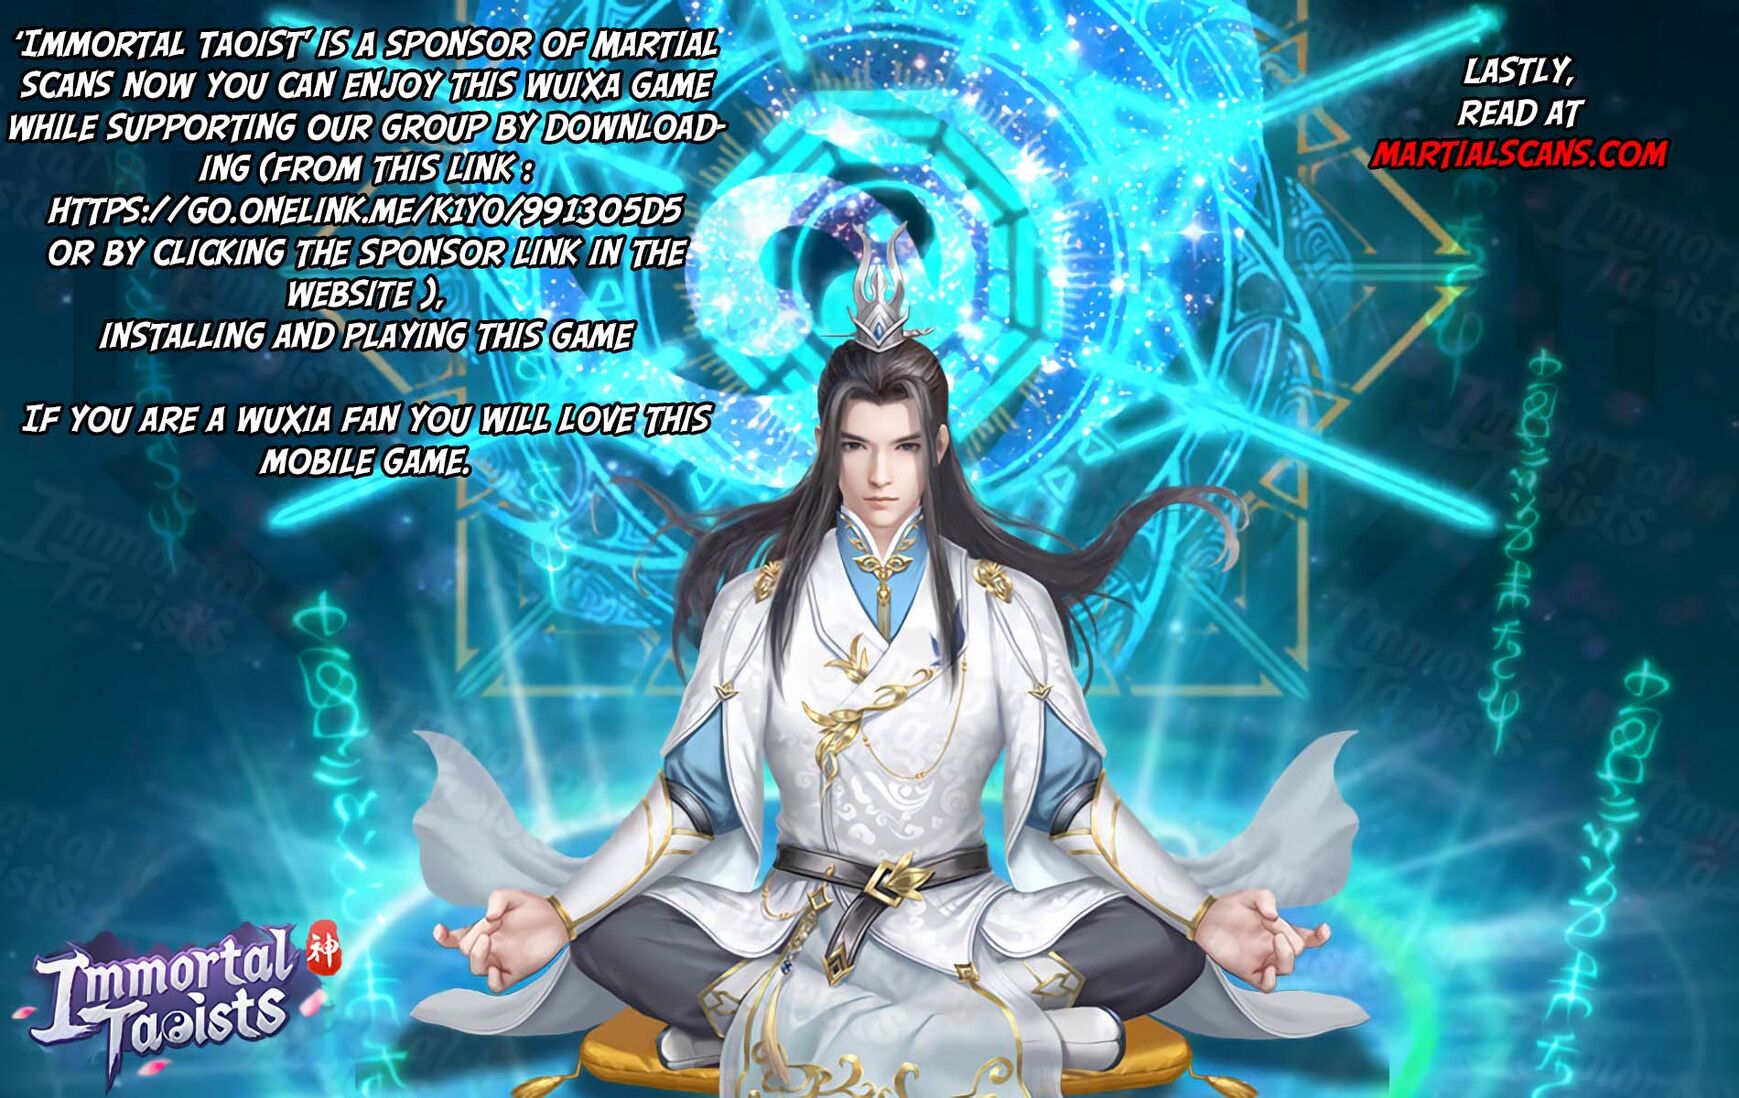 'IMMORTAL TAOIST' IS A SPONSOR OF MARTIAL
SCANS NOW YOU CAN ENJOY THIS WUIXA GAME
WHILE SUPPORTING OUR GROUP BY DOWNLOAD-
ING (FROM THIS LINK :
HTTPS://GO.ONELINK.ME/K1Y0/991305D5
OR BY CLICKING THE SPONSOR LINK IN THE
WEBSITE ),
INSTALLING AND PLAYING THIS GAME
IF YOU ARE A WUXIA FAN YOU WILL LOVE THIS
MOBILE GAME.
LASTLY,
READ AT
MARTIALSCANS.COM
Immortal
Taoists
神